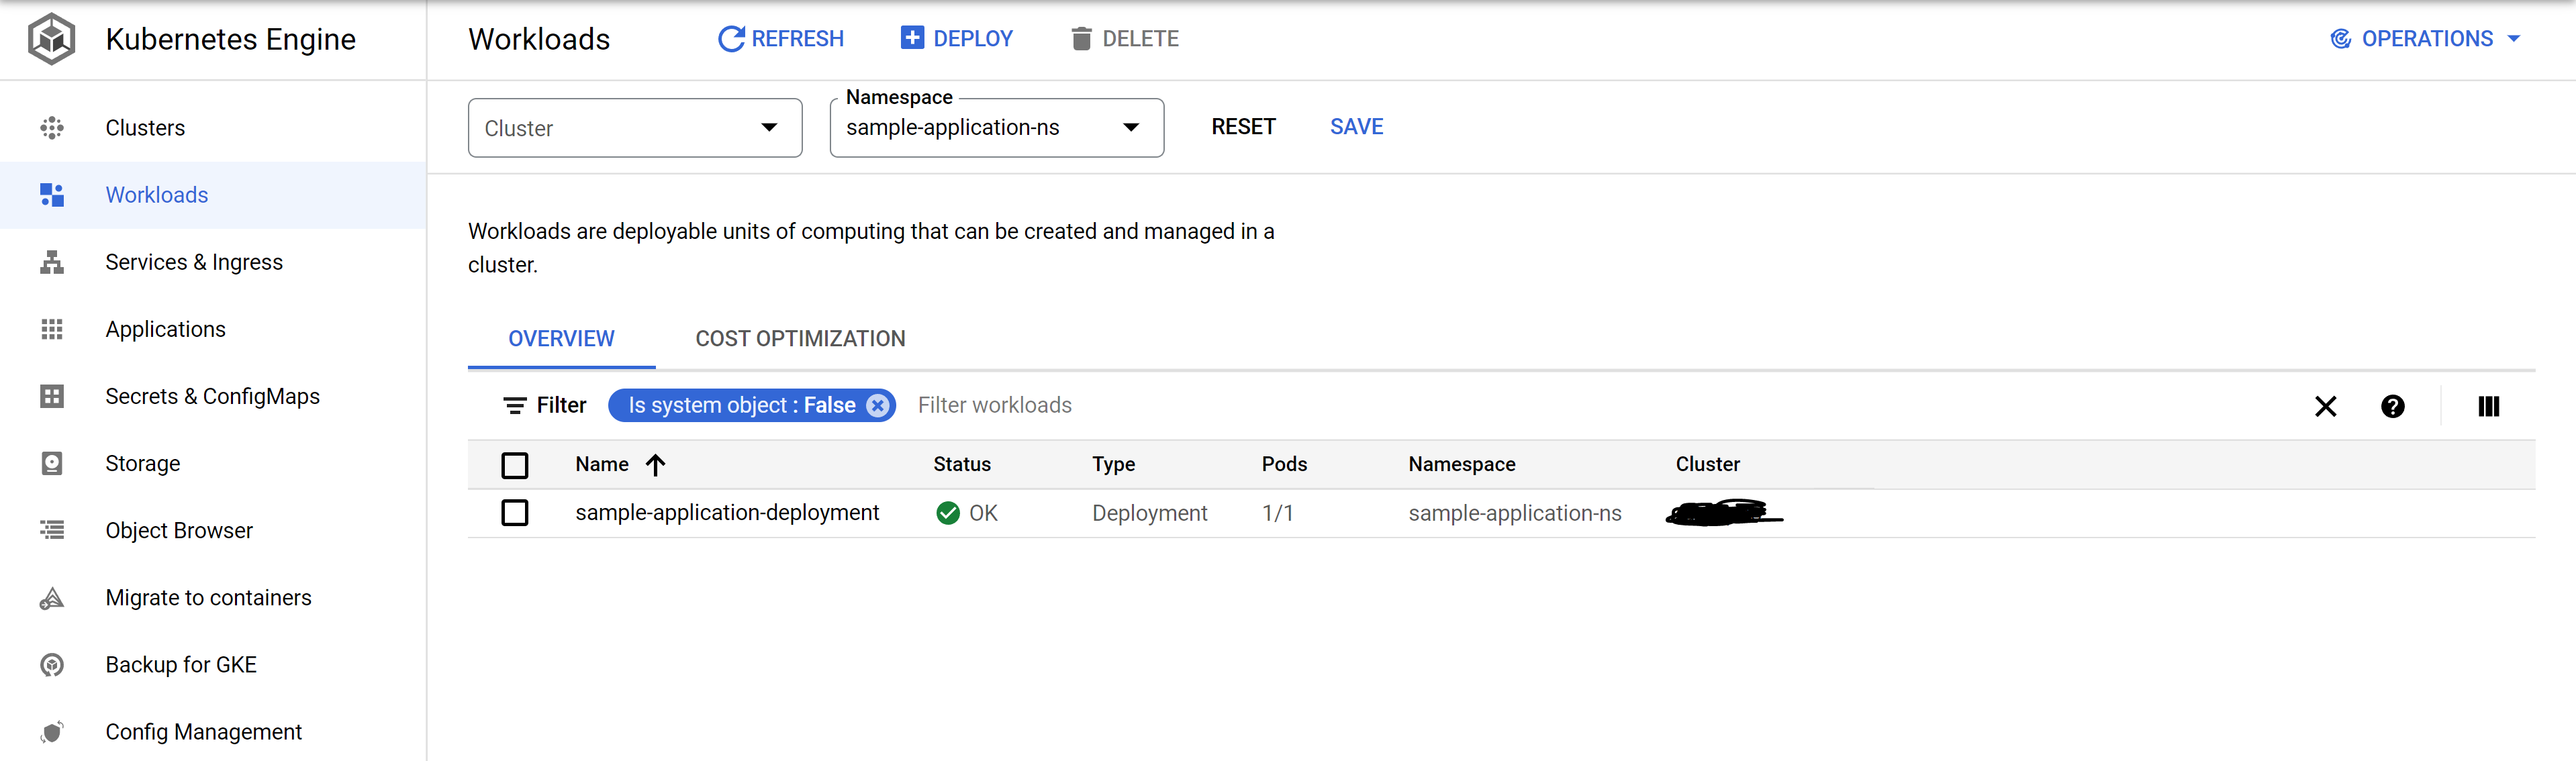 Kubernetes Engine
Workloads
REFRESH
DEPLOY
DELETE
OPERATIONS
Clusters
Workloads
Services & Ingress
Applications
Secrets & ConfigMaps
Storage
Object Browser
Migrate to containers
Backup for GKE
Config Management
Cluster
Namespace
sample-application-ns
RESET
SAVE
Workloads are deployable units of computing that can be created and managed in a
cluster.
OVERVIEW
COST OPTIMIZATION
Filter
Is system object : False
Filter workloads
Name Status Type Pods Namespace Cluster
sample-application-deployment OK Deployment 1/1 sample-application-ns